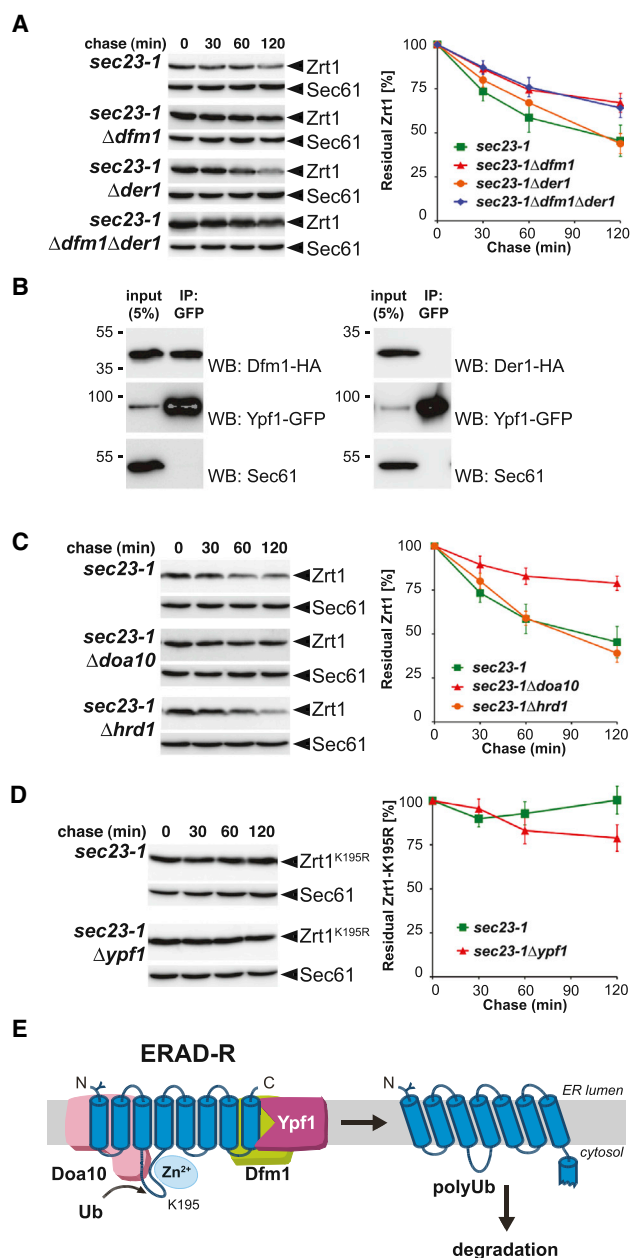 A
chase (min) 0 30 60 120
sec23-1
Zrt1
Sec61
sec23-1
Δdfm1
Zrt1
Sec61
sec23-1
Δder1
Zrt1
Sec61
sec23-1
Δdfm1Δder1
Zrt1
Sec61
Residual Zrt1 [%]
100
75
50
25
0
0 30 60 90 120
Chase (min)
sec23-1
sec23-1Δdfm1
sec23-1Δder1
sec23-1Δdfm1Δder1
B
input (5%)
IP: GFP
55
35
WB: Dfm1-HA
100
WB: Ypf1-GFP
55
WB: Sec61
input (5%)
IP: GFP
35
WB: Der1-HA
100
WB: Ypf1-GFP
55
WB: Sec61
C
chase (min) 0 30 60 120
sec23-1
Zrt1
Sec61
sec23-1
Δdoa10
Zrt1
Sec61
sec23-1
Δhrd1
Zrt1
Sec61
Residual Zrt1 [%]
100
75
50
25
0
0 30 60 90 120
Chase (min)
sec23-1
sec23-1Δdoa10
sec23-1Δhrd1
D
chase (min) 0 30 60 120
sec23-1
Zrt1K195R
Sec61
sec23-1
Δypf1
Zrt1K195R
Sec61
Residual Zrt1-K195R [%]
100
75
50
25
0
0 30 60 90 120
Chase (min)
sec23-1
sec23-1Δypf1
E
ERAD-R
N
C
Ypf1
Doa10
Zn2+
Dfm1
Ub
K195
N
ER lumen
cytosol
polyUb
degradation